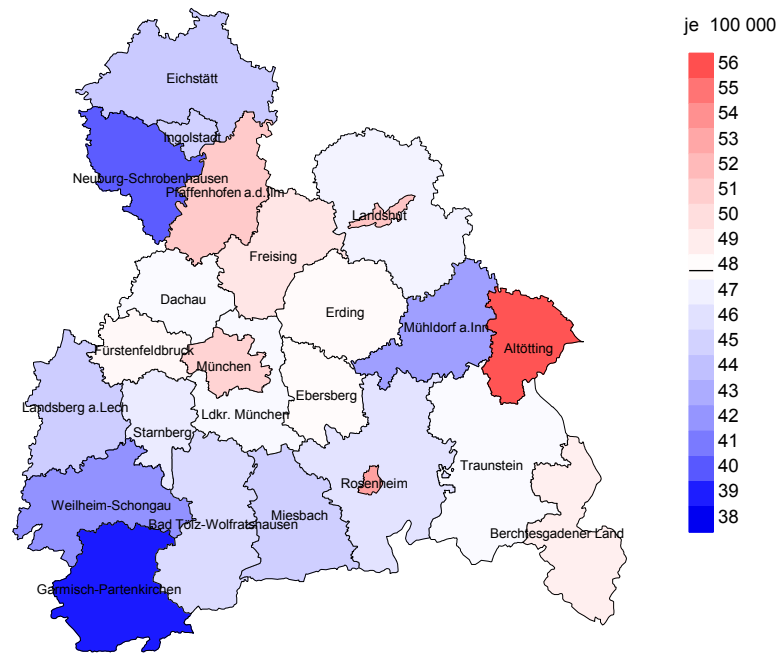 je 100 000
56
55
54
53
52
51
50
49
48
47
46
45
44
43
42
41
40
39
38
Eichstätt
Ingolstadt
Neuburg-Schrobenhausen
Pfaffenhofen a.d.Ilm
Landshut
Freising
Dachau
Erding
Mühldorf a.Inn
Altötting
Fürstenfeldbruck
München
Ebersberg
Landsberg a.Lech
Ldkr. München
Starnberg
Traunstein
Rosenheim
Weilheim-Schongau
Miesbach
Bad Tölz-Wolfratshausen
Berchtesgadener Land
Garmisch-Partenkirchen